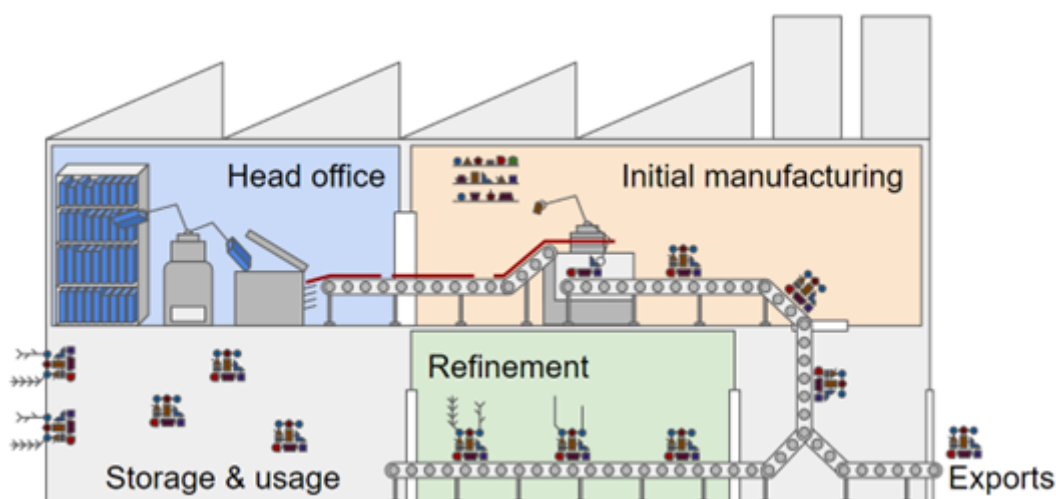 Head office
Initial manufacturing
Refinement
Storage & usage
Exports